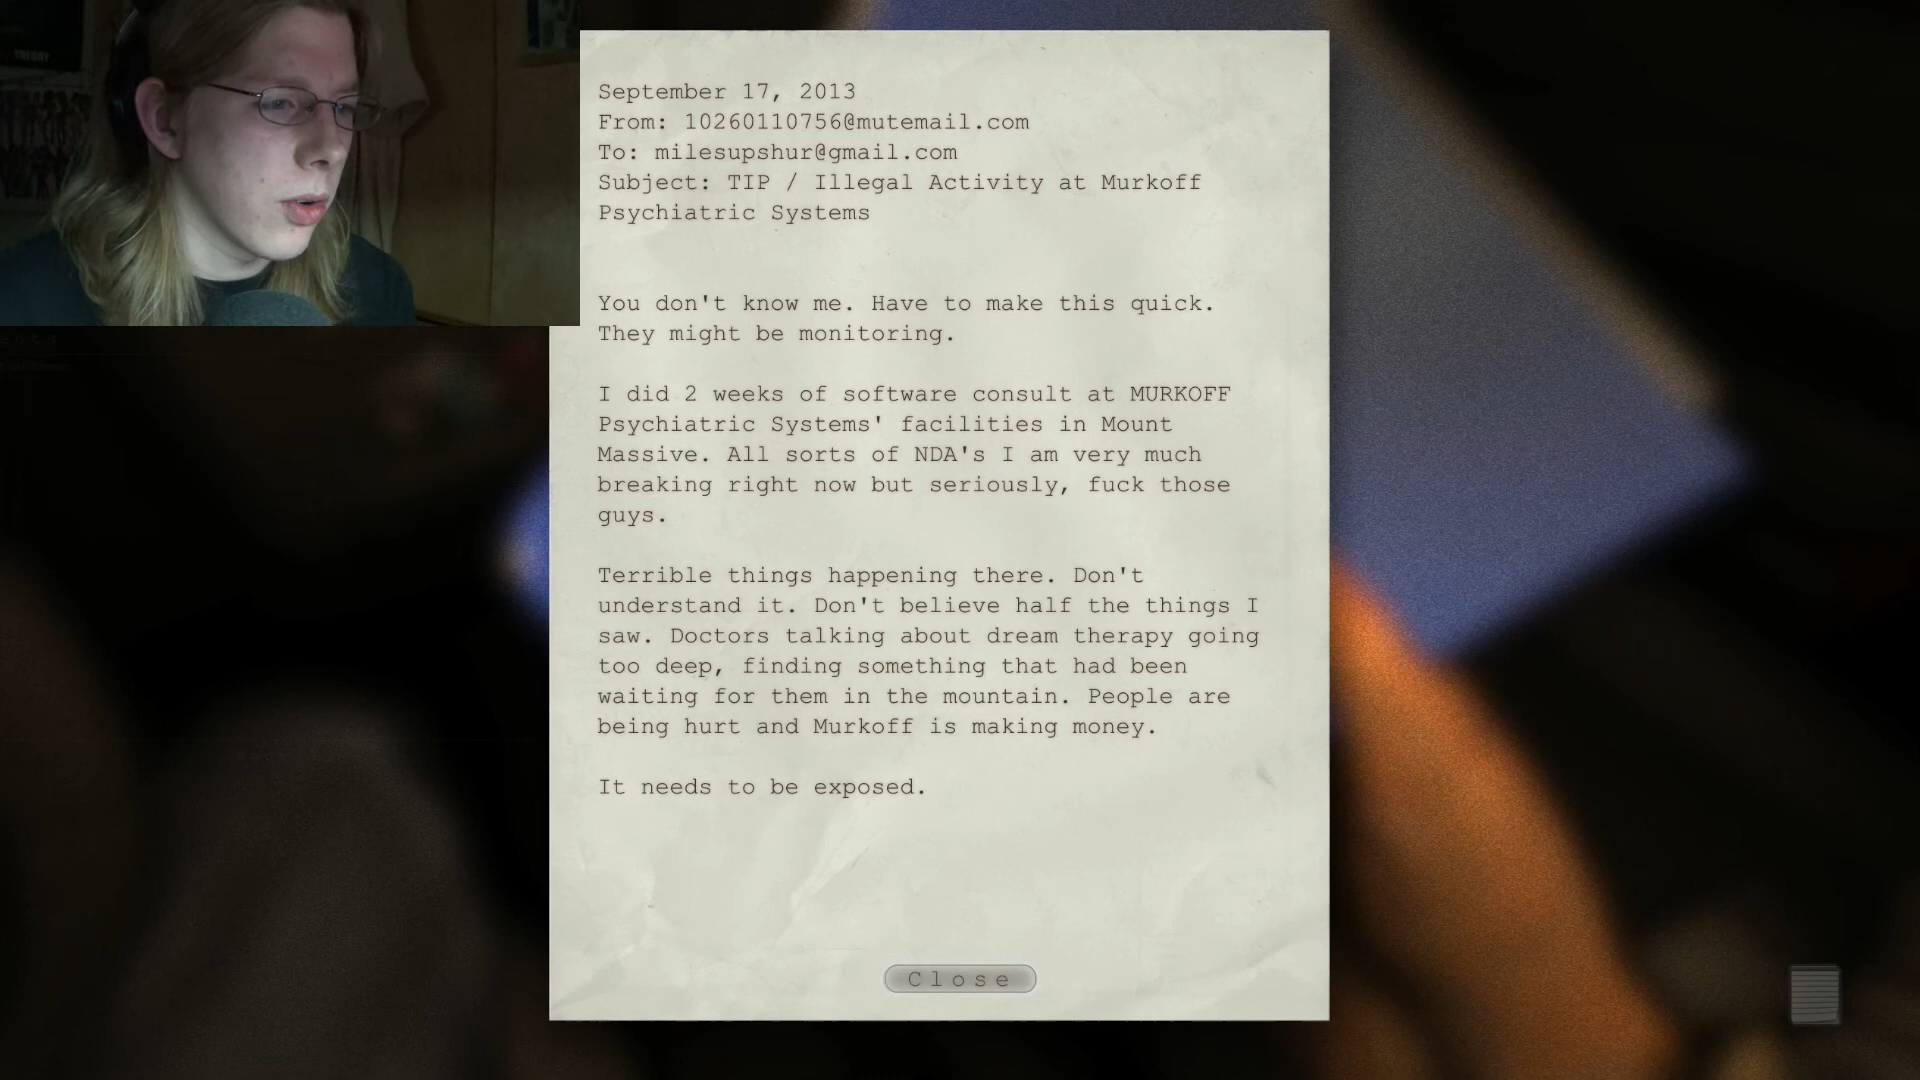 THEORY
September 17, 2013
From: 10260110756@mutemail.com
To: milesupshur@gmail.com
Subject: TIP / Illegal Activity at Murkoff
Psychiatric Systems
You don't know me. Have to make this quick.
They might be monitoring.
I did 2 weeks of software consult at MURKOFF
Psychiatric Systems' facilities in Mount
Massive. All sorts of NDA's I am very much
breaking right now but seriously, fuck those
guys.
Terrible things happening there. Don't
understand it. Don't believe half the things I
saw. Doctors talking about dream therapy going
too deep, finding something that had been
waiting for them in the mountain. People are
being hurt and Murkoff is making money.
It needs to be exposed.
Close